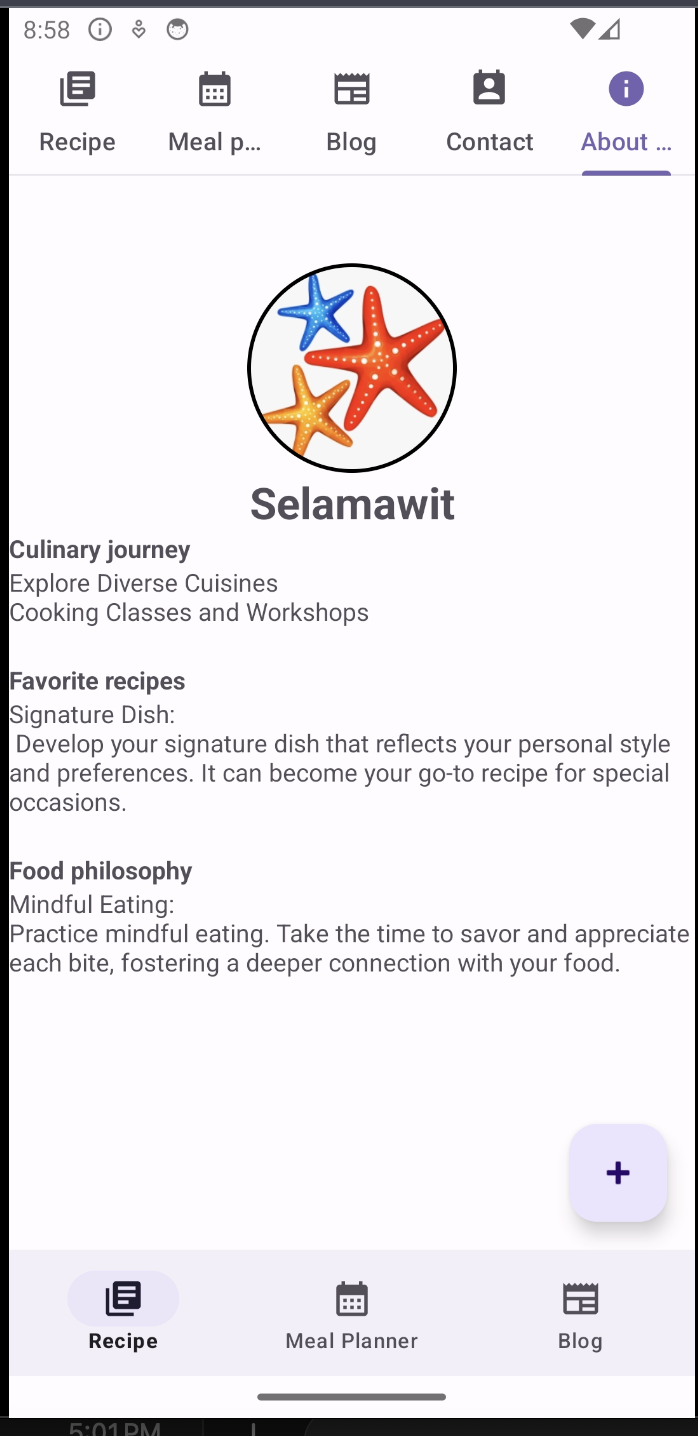 8:58
Recipe
Meal p...
Blog
Contact
About ...
Selamawit
Culinary journey
Explore Diverse Cuisines
Cooking Classes and Workshops
Favorite recipes
Signature Dish:
Develop your signature dish that reflects your personal style
and preferences. It can become your go-to recipe for special
occasions.
Food philosophy
Mindful Eating:
Practice mindful eating. Take the time to savor and appreciate
each bite, fostering a deeper connection with your food.
+
Recipe
Meal Planner
Blog
5:01PM